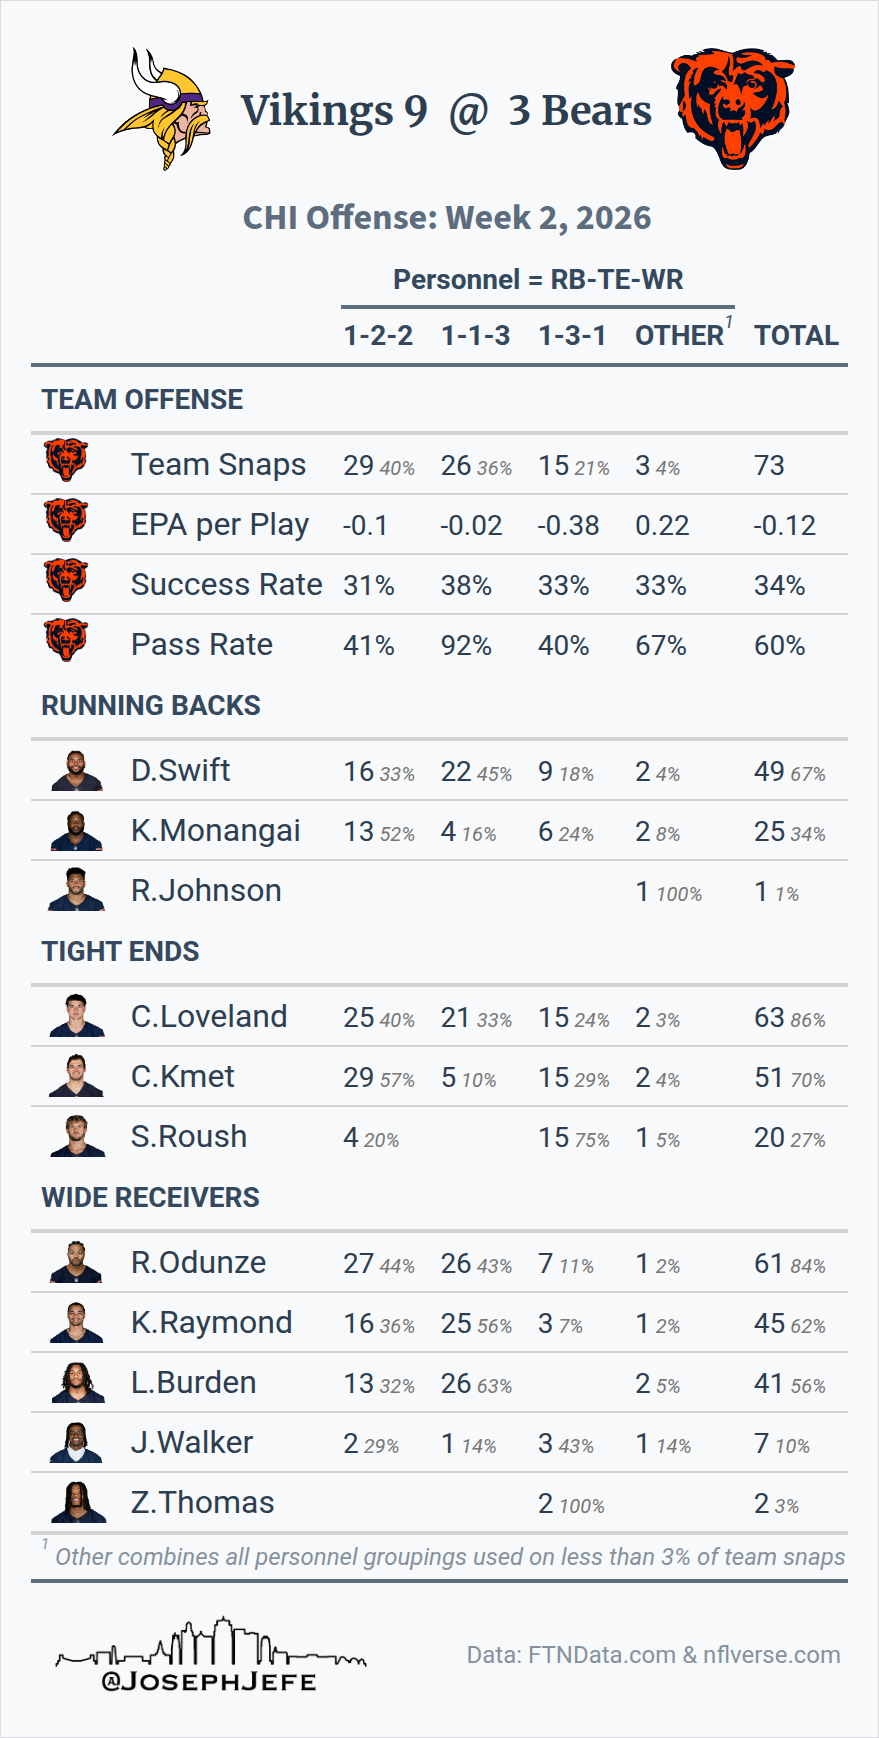 Vikings 9 @ 3 Bears
CHI Offense: Week 2, 2026
Personnel = RB-TE-WR
1-2-2 1-1-3 1-3-1 OTHER1 TOTAL
TEAM OFFENSE
Team Snaps 29 40% 26 36% 15 21% 3 4% 73
EPA per Play -0.1 -0.02 -0.38 0.22 -0.12
Success Rate 31% 38% 33% 33% 34%
Pass Rate 41% 92% 40% 67% 60%
RUNNING BACKS
D.Swift 16 33% 22 45% 9 18% 2 4% 49 67%
K.Monangai 13 52% 4 16% 6 24% 2 8% 25 34%
R.Johnson 1 100% 1 1%
TIGHT ENDS
C.Loveland 25 40% 21 33% 15 24% 2 3% 63 86%
C.Kmet 29 57% 5 10% 15 29% 2 4% 51 70%
S.Roush 4 20% 15 75% 1 5% 20 27%
WIDE RECEIVERS
R.Odunze 27 44% 26 43% 7 11% 1 2% 61 84%
K.Raymond 16 36% 25 56% 3 7% 1 2% 45 62%
L.Burden 13 32% 26 63% 2 5% 41 56%
J.Walker 2 29% 1 14% 3 43% 1 14% 7 10%
Z.Thomas 2 100% 2 3%
1 Other combines all personnel groupings used on less than 3% of team snaps
@JosephJefe
Data: FTNData.com & nflverse.com